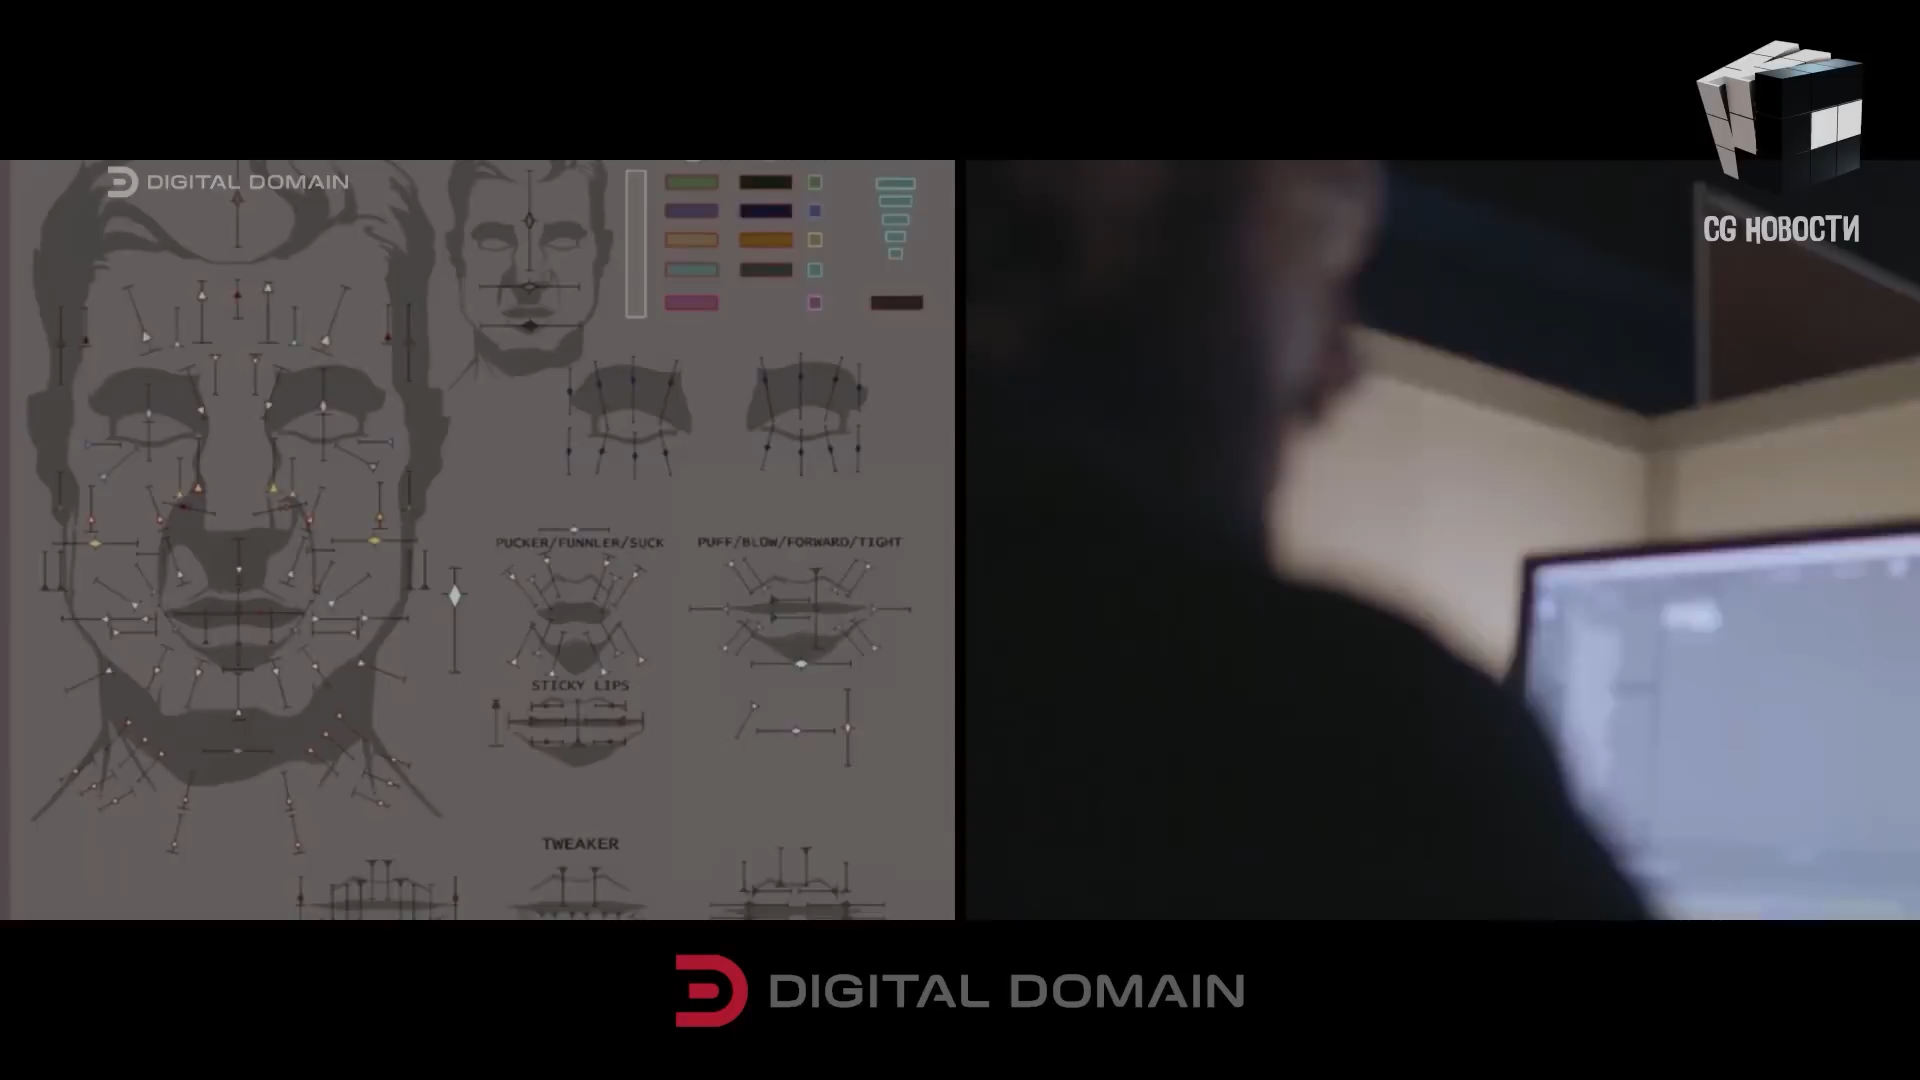 DIGITAL DOMAIN
CG НОВОСТИ
PUCKER/FUNNLER/SUCK
PUFF/BLOW/FORWARD/TIGHT
STICKY LIPS
TWEAKER
DIGITAL DOMAIN